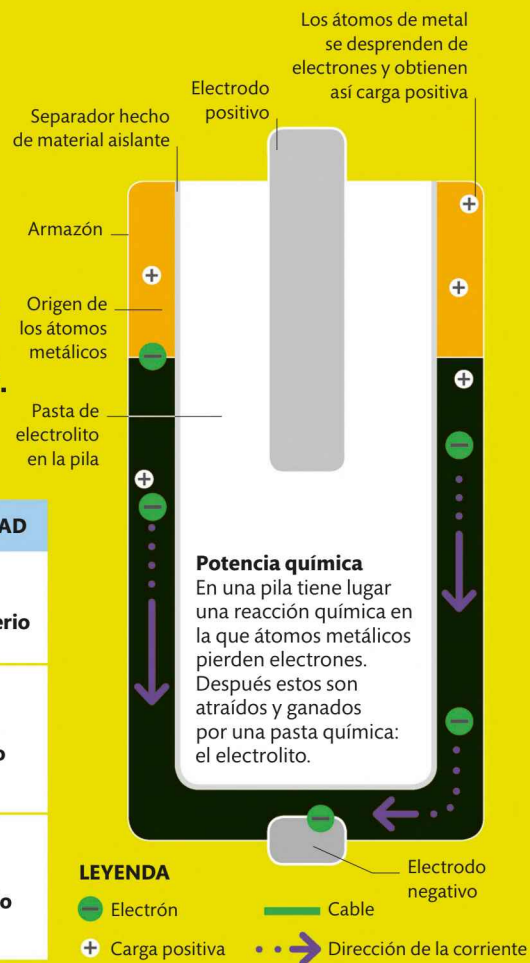 Los átomos de metal
se desprenden de
electrones y obtienen
así carga positiva
Electrodo
positivo
Separador hecho
de material aislante
Armazón
Origen de
los átomos
metálicos
Pasta de
electrolito
en la pila
AD
erio
o
o
Potencia química
En una pila tiene lugar
una reacción química en
la que átomos metálicos
pierden electrones.
Después estos son
atraídos y ganados
por una pasta química:
el electrolito.
Electrodo
negativo
LEYENDA
Electrón
Cable
Carga positiva
Dirección de la corriente